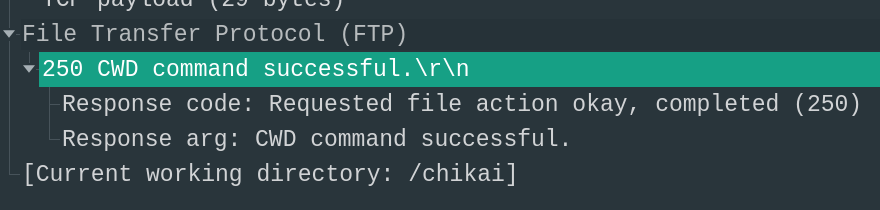 TCP payload (29 bytes)
File Transfer Protocol (FTP)
250 CWD command successful.\r\n
Response code: Requested file action okay, completed (250)
Response arg: CWD command successful.
[Current working directory: /chikai]